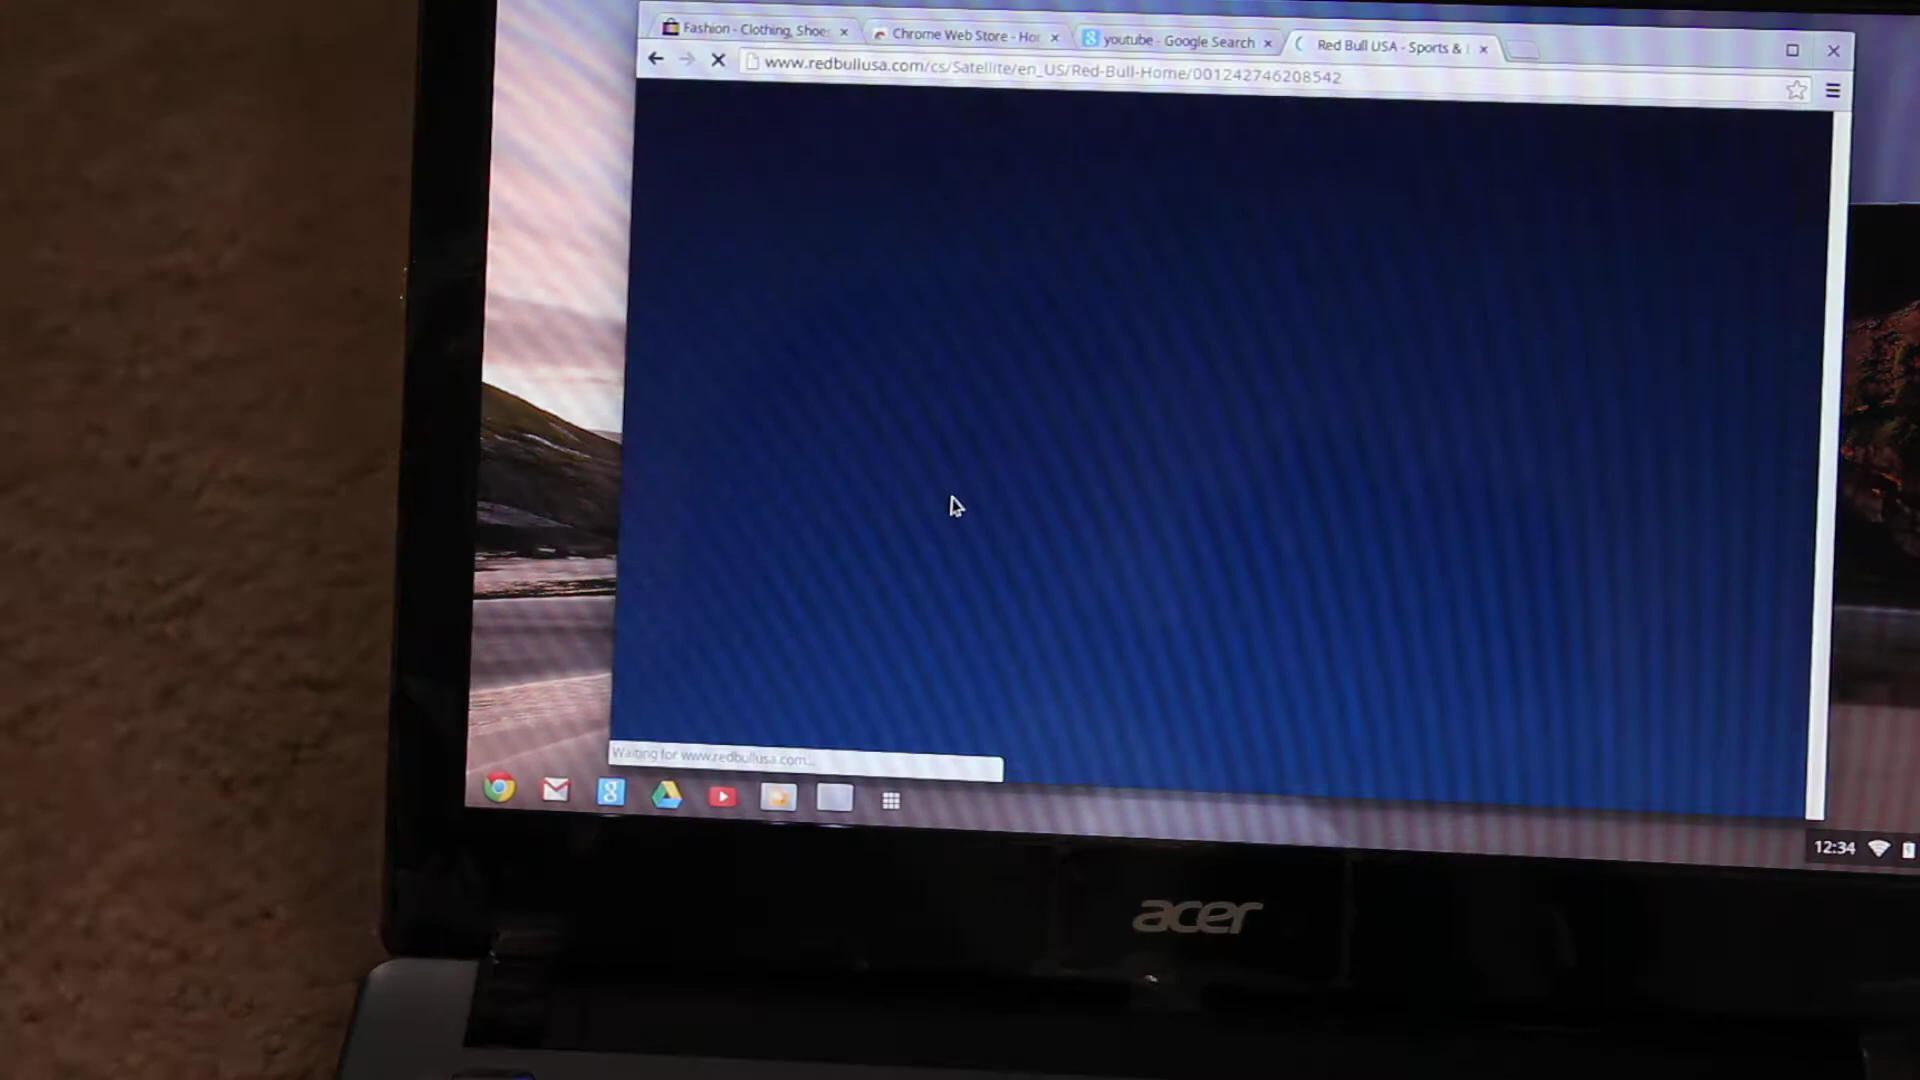 Fashion - Clothing, Shoe
Chrome Web Store - Ho
youtube - Google Search
Red Bull USA - Sports &
www.redbullusa.com/cs/Satellite/en_US/Red-Bull-Home/001242746208542
Waiting for www.redbullusa.com...
12:34
acer